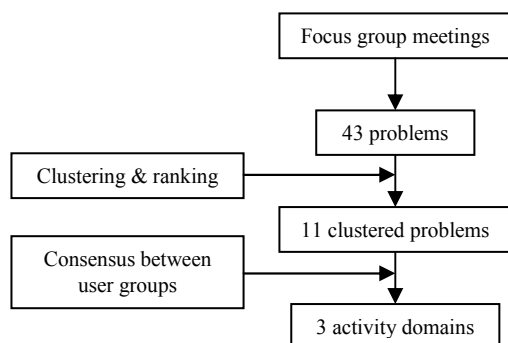 Focus group meetings
43 problems
Clustering & ranking
11 clustered problems
Consensus between
user groups
3 activity domains